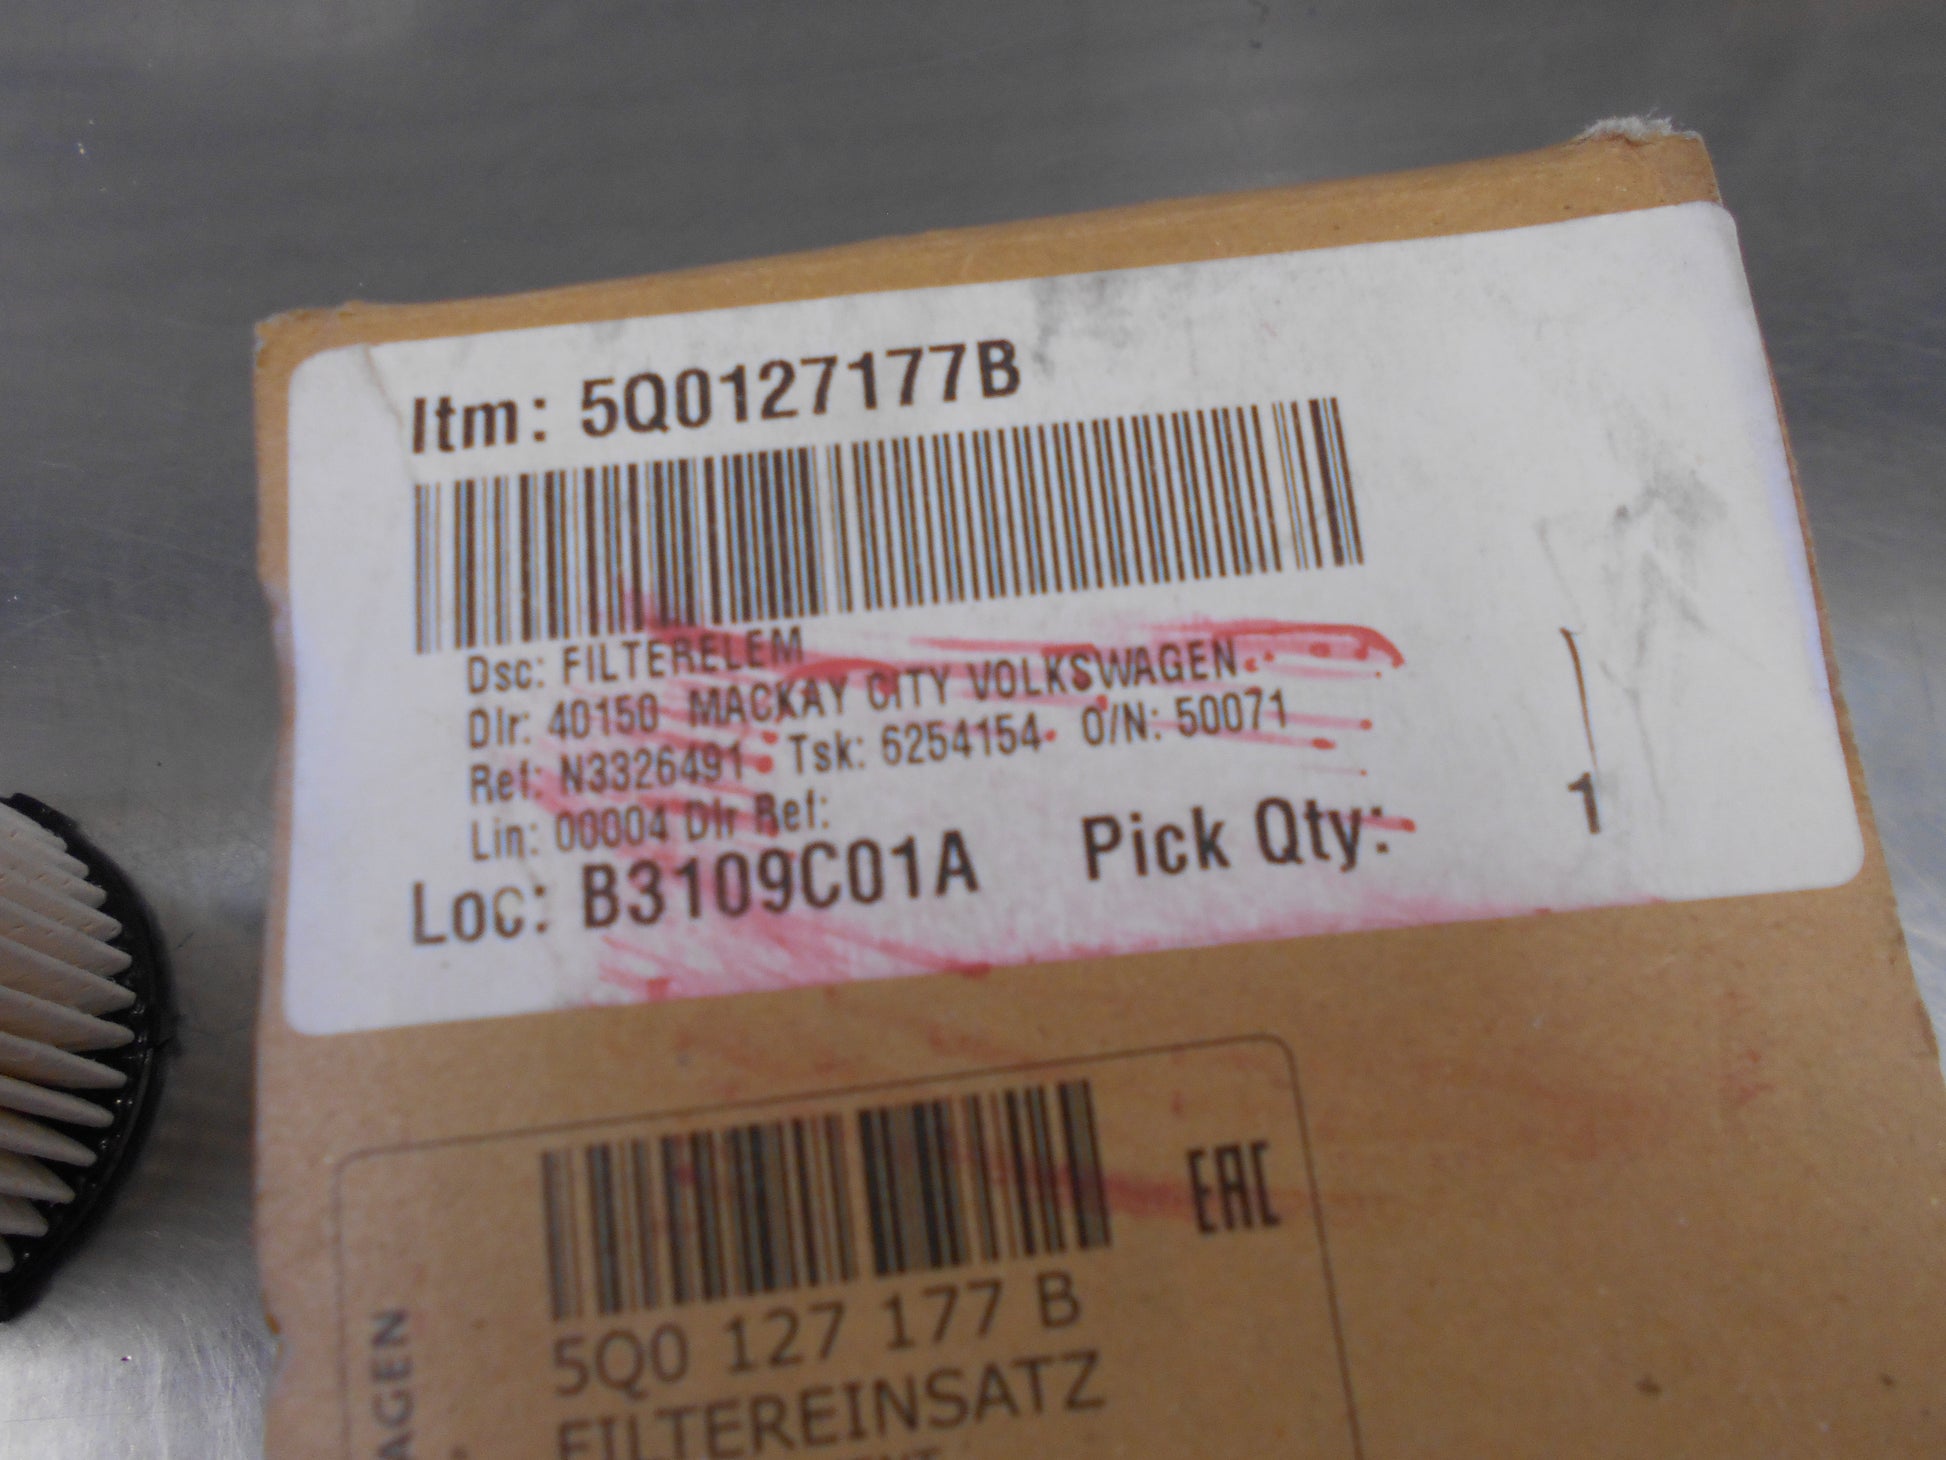 Itm: 5Q0127177B
Dsc: FILTERELEM
Dlr: 40150 MACKAY CITY VOLKSWAGEN
Ref: N3326491 Tsk: 6254154 O/N: 50071
Lin: 00004 Dlr Ref:
Loc: B3109C01A Pick Qty: 1
EAC
5Q0 127 177 B
FILTEREINSATZ
AGEN